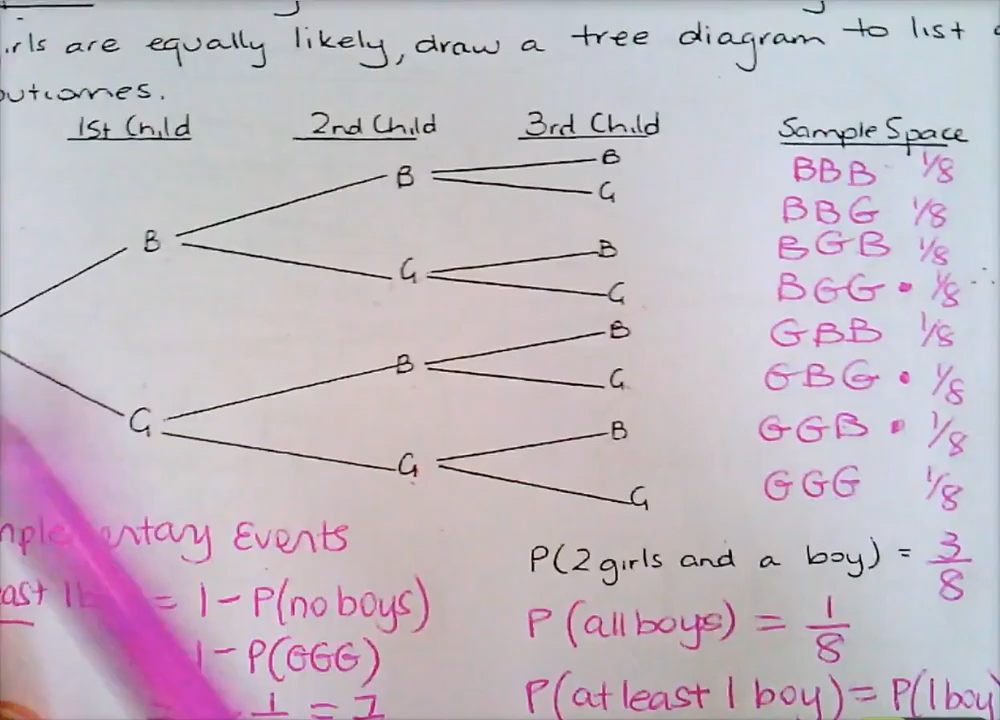 are equally likely, draw a tree diagram to list
1st Child 2nd Child 3rd Child Sample Space
B
G
B
G
B
G
B
G
B
G
B
G
B
G
BBB 1/8
BBG 1/8
BGB 1/8
BGG • 1/8
GBB 1/8
GBG • 1/8
GGB • 1/8
GGG 1/8
Events
= 1 - P(no boys)
1 - P(GGG)
P(2 girls and a boy) = 3/8
P(all boys) = 1/8
P(at least 1 boy) = P(1 boy)